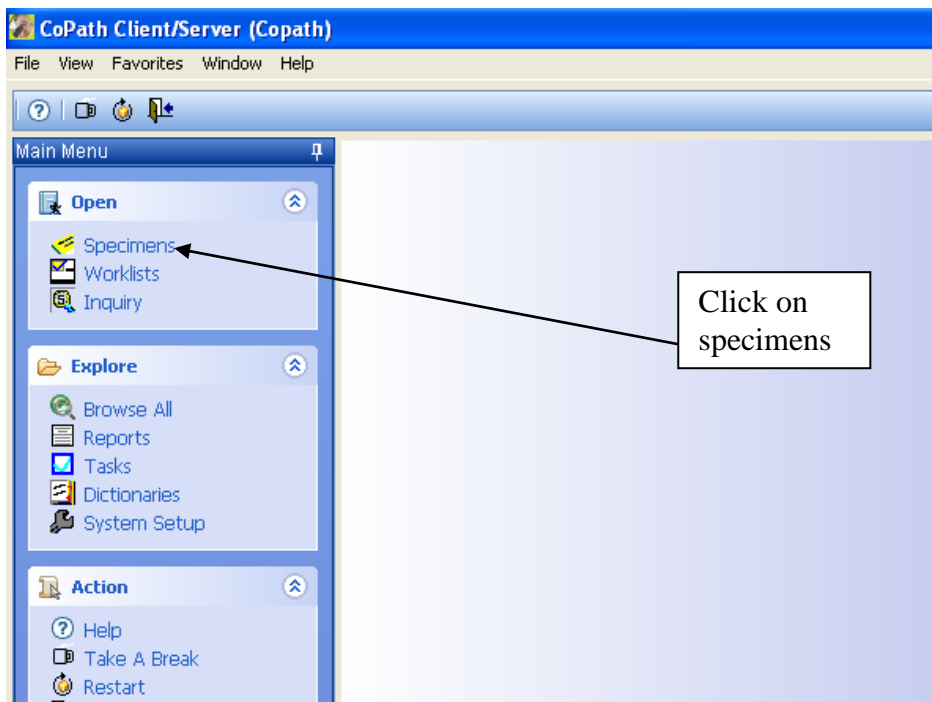 CoPath Client/Server (Copath)
File View Favorites Window Help
Main Menu
Open
Specimens
Worklists
Inquiry
Click on
specimens
Explore
Browse All
Reports
Tasks
Dictionaries
System Setup
Action
Help
Take A Break
Restart